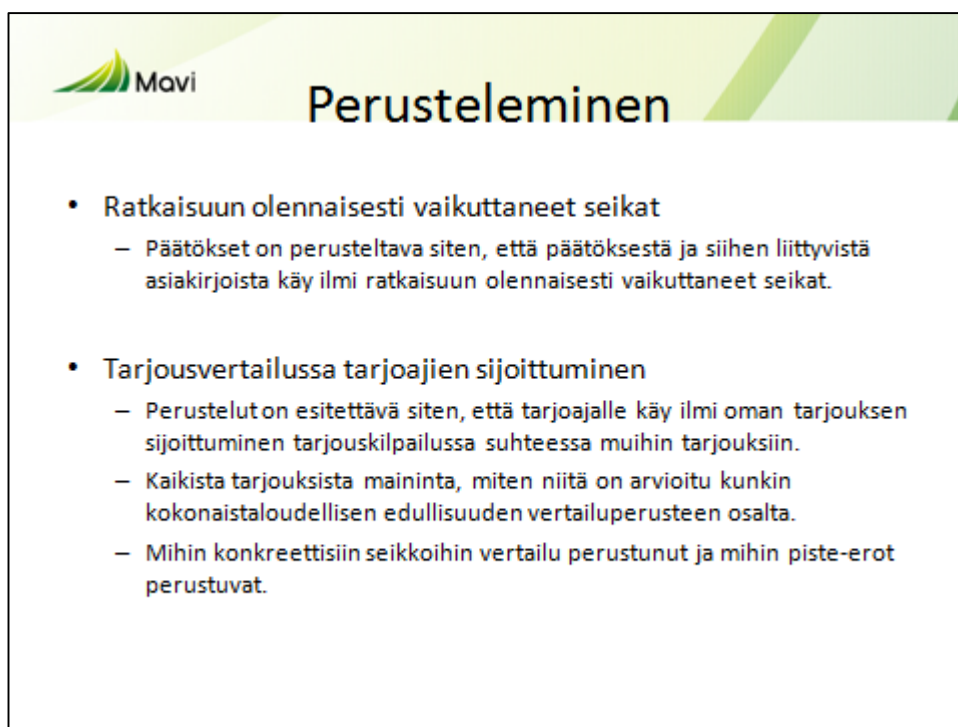 Mavi
Perusteleminen
• Ratkaisuun olennaisesti vaikuttaneet seikat
– Päätökset on perusteltava siten, että päätöksestä ja siihen liittyvistä
asiakirjoista käy ilmi ratkaisuun olennaisesti vaikuttaneet seikat.
• Tarjousvertailussa tarjoajien sijoittuminen
– Perustelut on esitettävä siten, että tarjoajalle käy ilmi oman tarjouksen
sijoittuminen tarjouskilpailussa suhteessa muihin tarjouksiin.
– Kaikista tarjouksista maininta, miten niitä on arvioitu kunkin
kokonaistaloudellisen edullisuuden vertailuperusteen osalta.
– Mihin konkreettisiin seikkoihin vertailu perustunut ja mihin piste-erot
perustuvat.